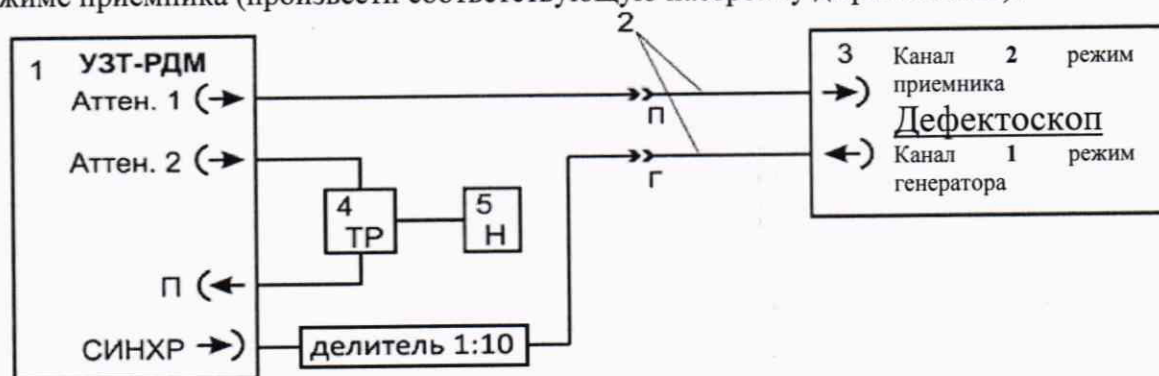 2
1 УЗТ-РДМ
Аттен. 1
Аттен. 2
4
ТР
5
Н
П
СИНХР
делитель 1:10
П
Г
3 Канал 2 режим
приемника
Дефектоскоп
Канал 1 режим
генератора